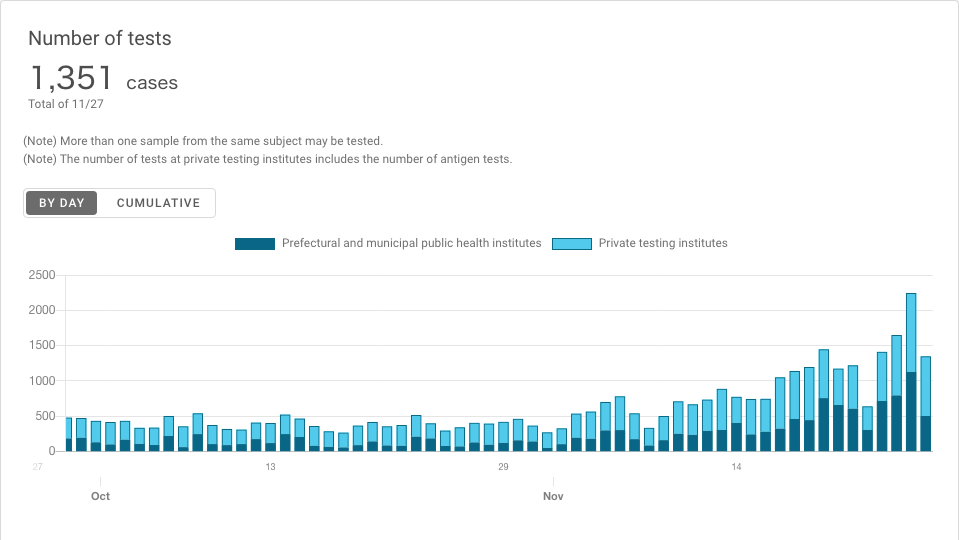 Number of tests
1,351 cases
Total of 11/27
(Note) More than one sample from the same subject may be tested.
(Note) The number of tests at private testing institutes includes the number of antigen tests.
BY DAY CUMULATIVE
Prefectural and municipal public health institutes Private testing institutes
2500
2000
1500
1000
500
0
27 13 29 14
Oct Nov